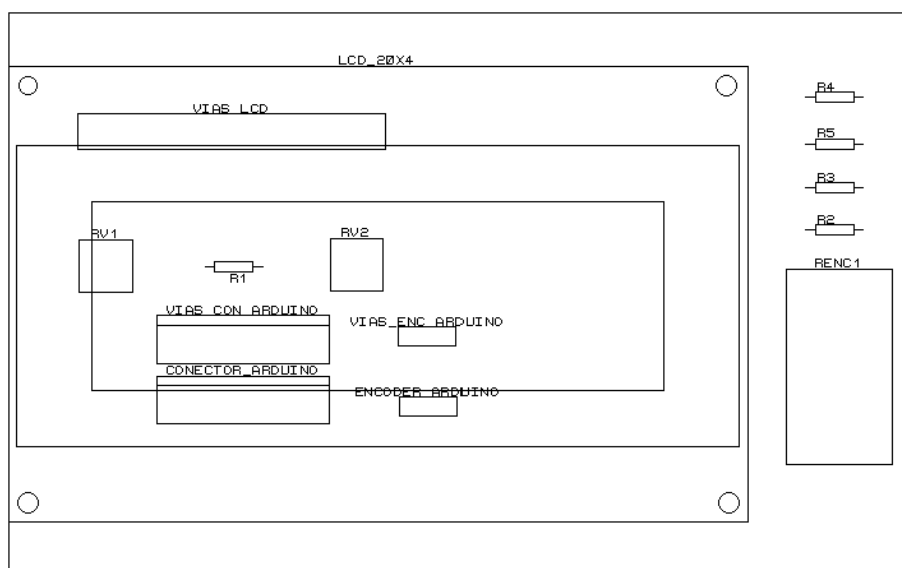 LCD_20X4
R4
VIAS_LCD
R5
R3
R2
RV1
RV2
RENC1
R1
VIAS_CON_ARDUINO
VIAS_ENC_ARDUINO
CONECTOR_ARDUINO
ENCODER_ARDUINO